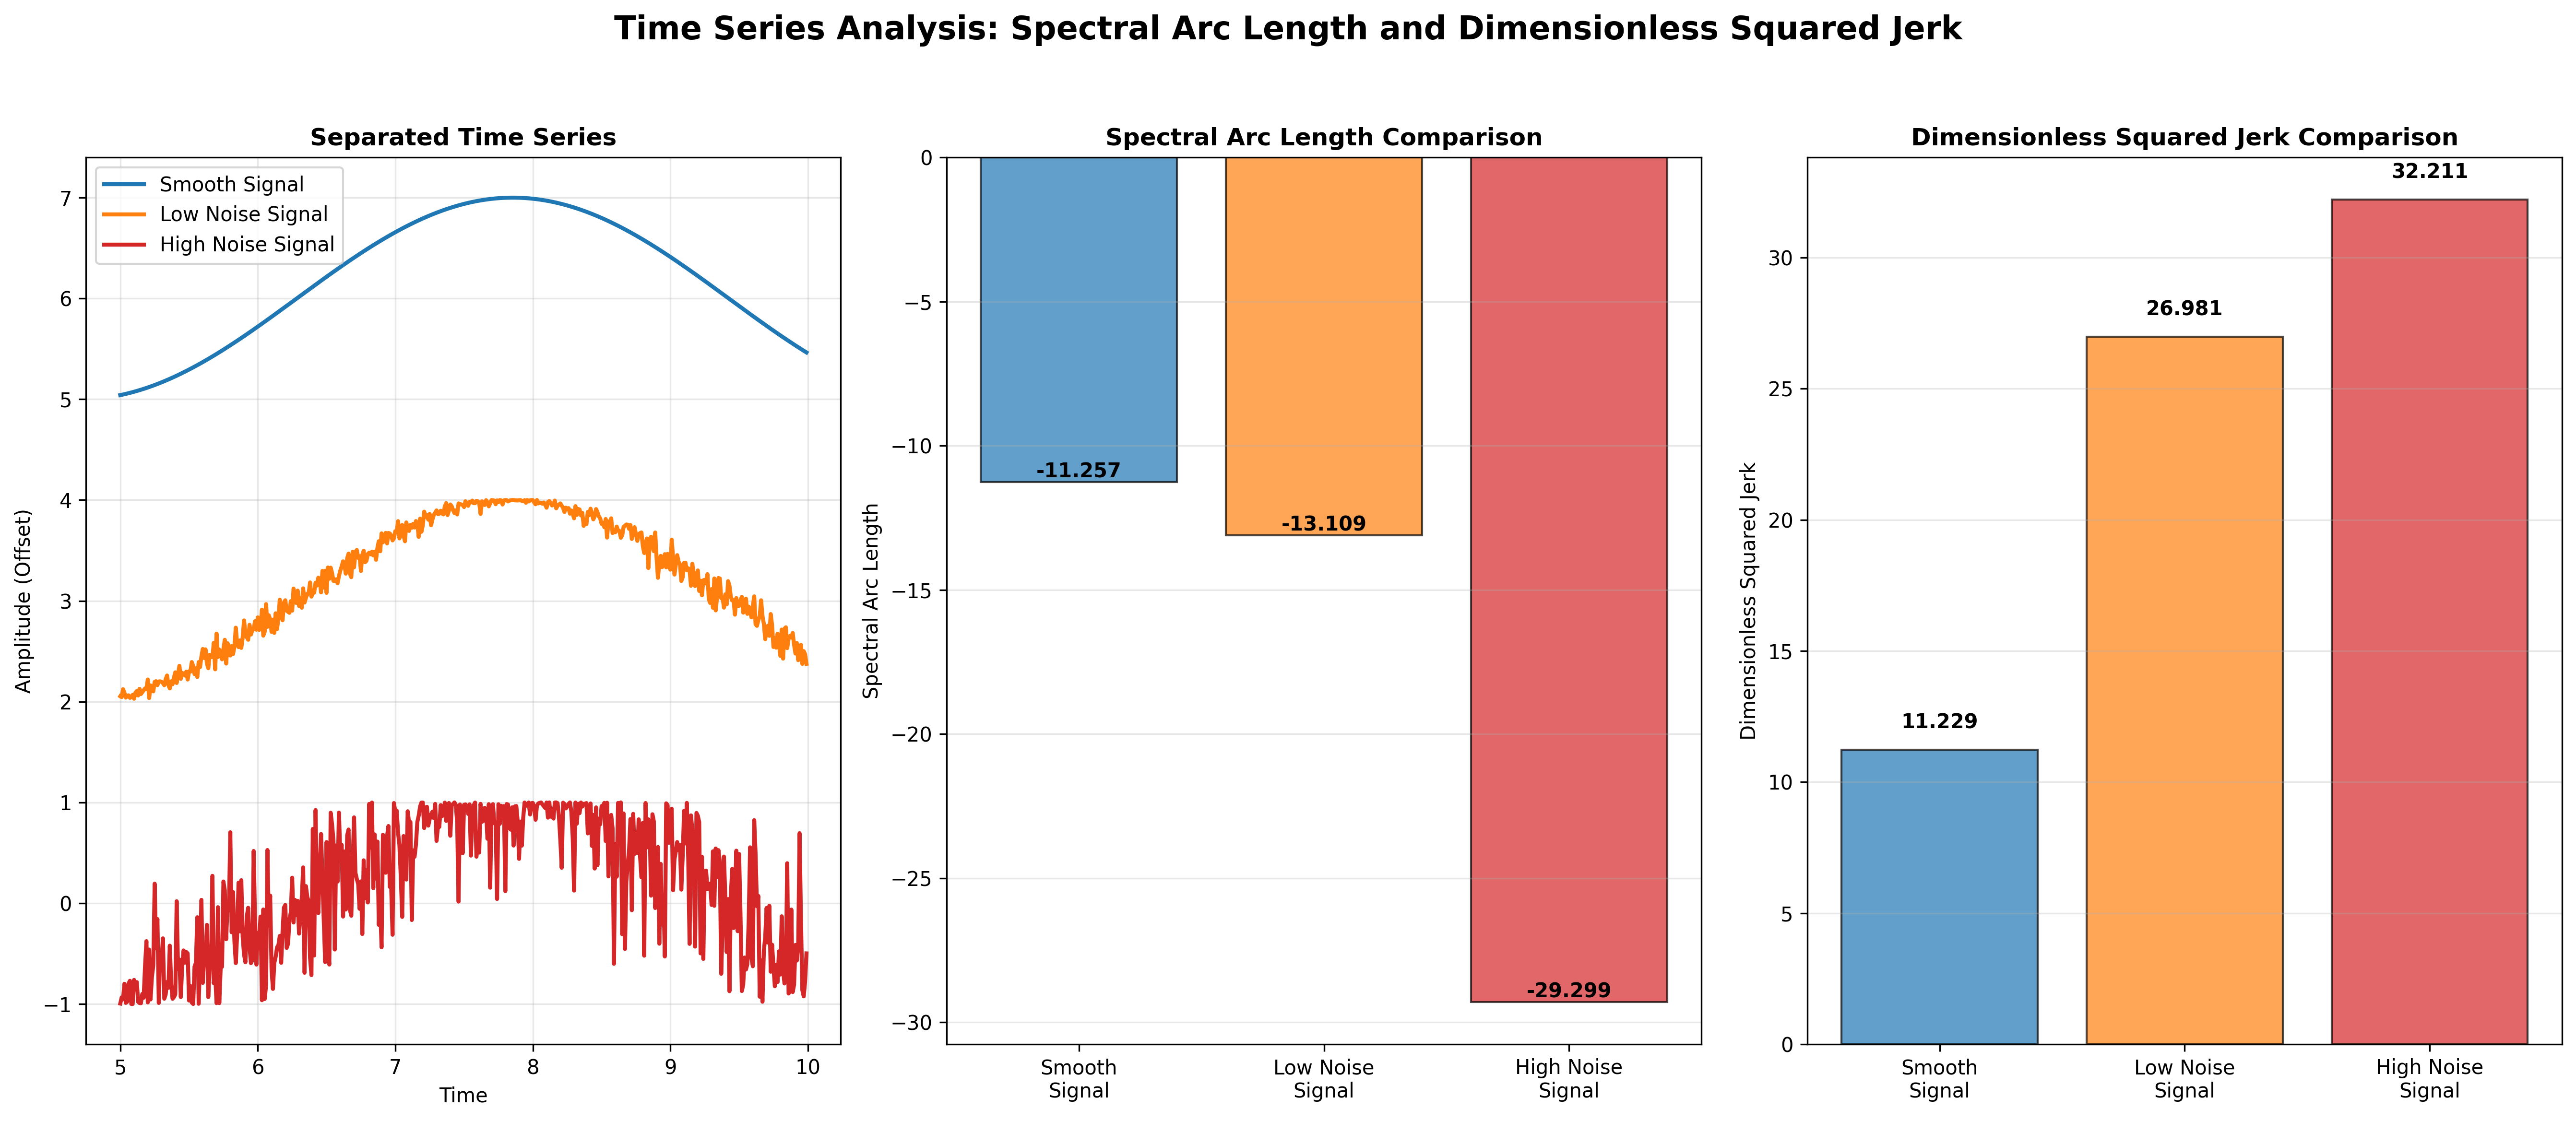 Time Series Analysis: Spectral Arc Length and Dimensionless Squared Jerk
Separated Time Series
Smooth Signal
Low Noise Signal
High Noise Signal
7
6
5
4
3
2
1
0
−1
Amplitude (Offset)
5 6 7 8 9 10
Time
Spectral Arc Length Comparison
0
−5
−10
−15
−20
−25
−30
Spectral Arc Length
-11.257
-13.109
-29.299
Smooth
Signal
Low Noise
Signal
High Noise
Signal
Dimensionless Squared Jerk Comparison
30
25
20
15
10
5
0
Dimensionless Squared Jerk
11.229
26.981
32.211
Smooth
Signal
Low Noise
Signal
High Noise
Signal